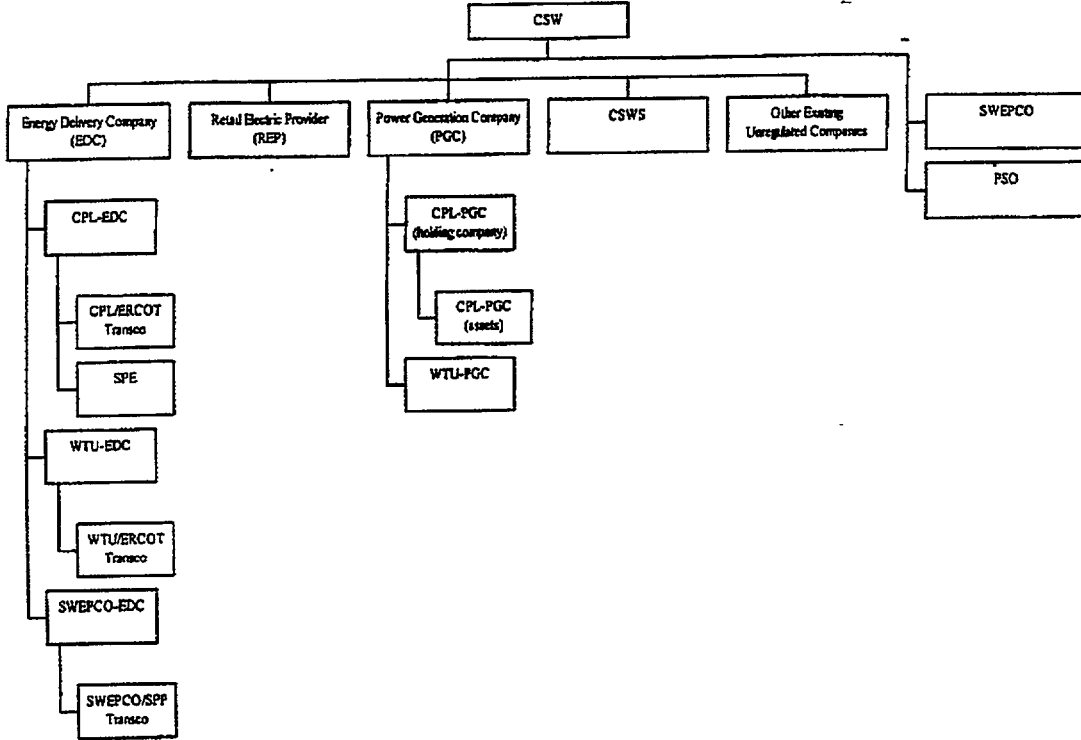 CSW
Energy Delivery Company
(EDC)
Retail Electric Provider
(REP)
Power Generation Company
(PGC)
CSWS
Other Existing
Unregulated Companies
SWEPCO
PSO
CPL-EDC
CPL/ERCOT
Transco
SPE
WTU-EDC
WTU/ERCOT
Transco
SWEPCO-EDC
SWEPCO/SPP
Transco
CPL-PGC
(holding company)
CPL-PGC
(assets)
WTU-PGC